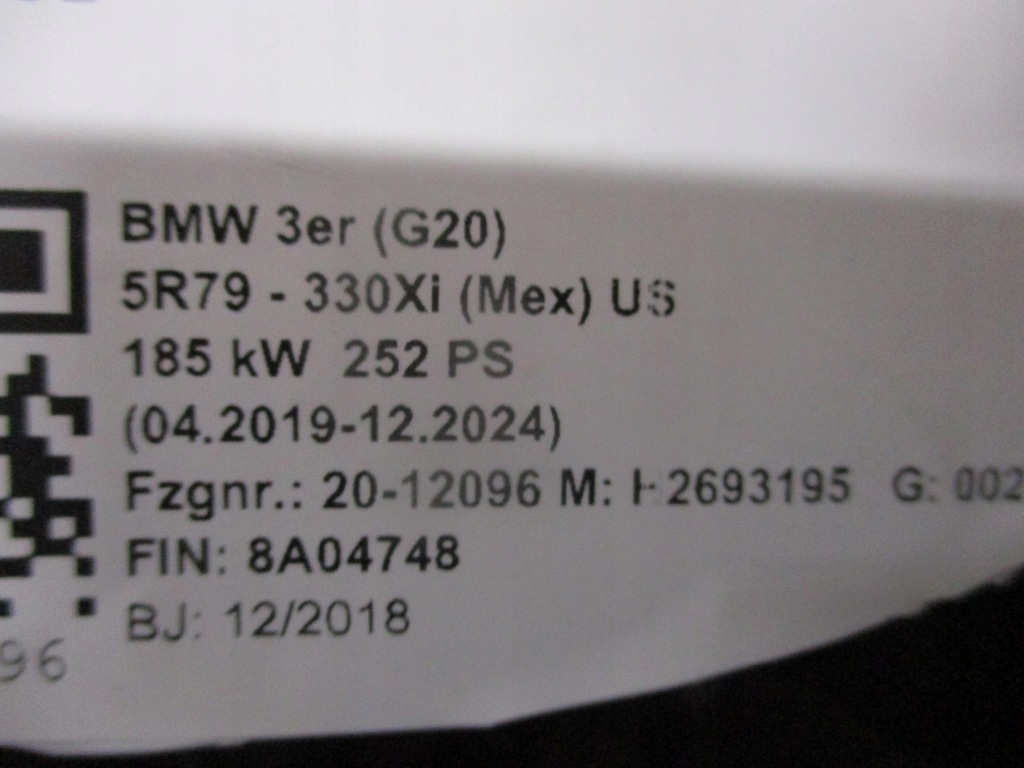 BMW 3er (G20)
5R79 - 330Xi (Mex) US
185 kW 252 PS
(04.2019-12.2024)
Fzgnr.: 20-12096 M: 2693195 G: 002
FIN: 8A04748
BJ: 12/2018
96